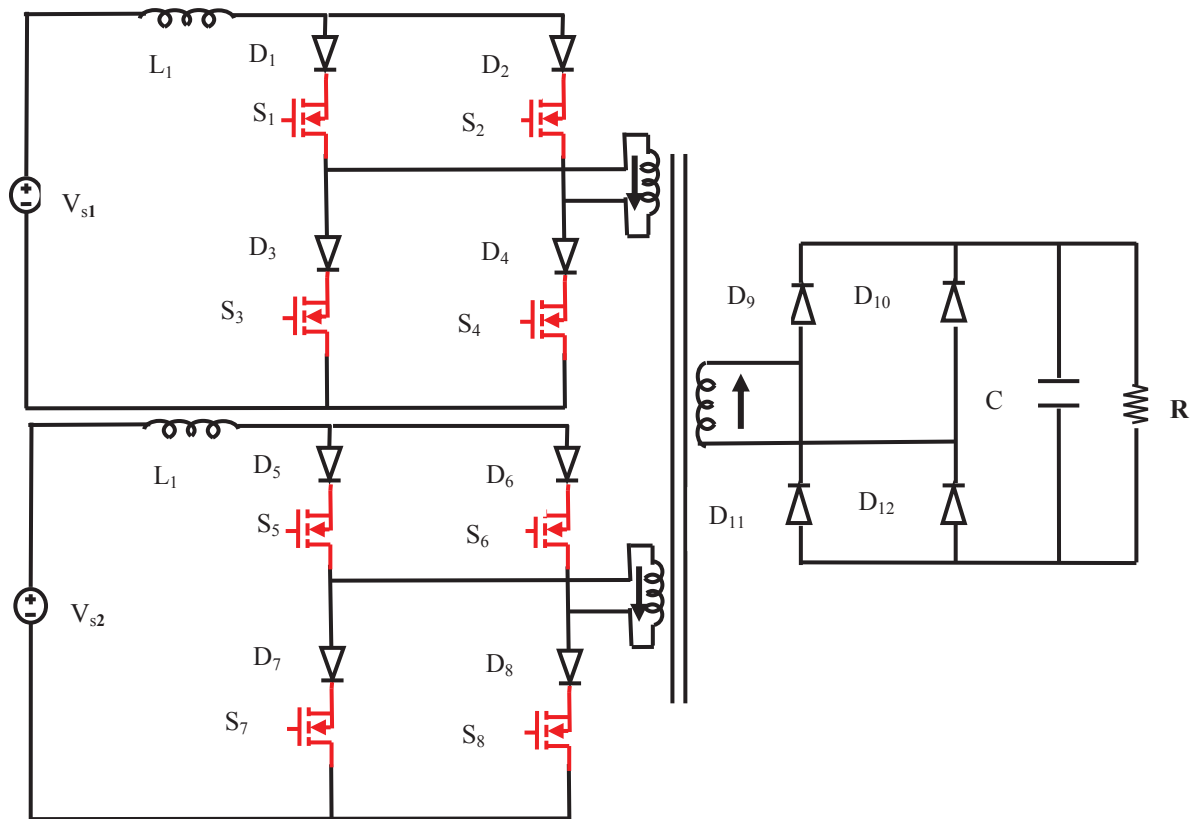 L₁
D₁
D₂
S₁
S₂
Vs1
D₃
D₄
S₃
S₄
D₉
D₁₀
C
R
L₁
D₅
D₆
D₁₁
D₁₂
S₅
S₆
Vs2
D₇
D₈
S₇
S₈